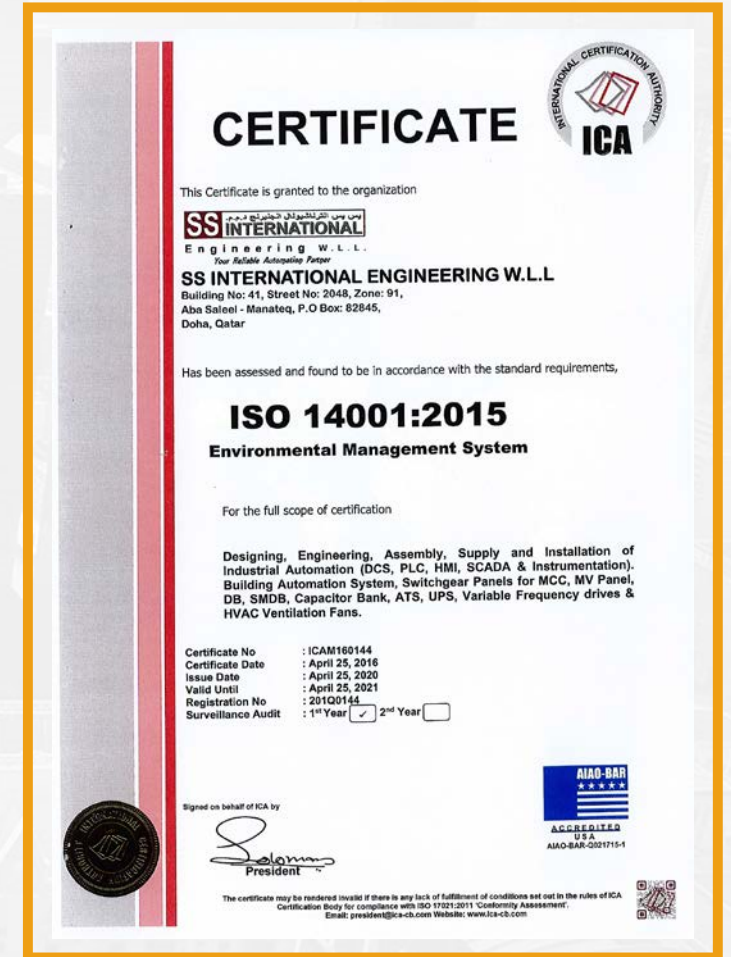 INTERNATIONAL CERTIFICATION AUTHORITY
ICA
CERTIFICATE
This Certificate is granted to the organization
SS INTERNATIONAL
Engineering W.L.L.
Your Reliable Automation Partner
SS INTERNATIONAL ENGINEERING W.L.L
Building No: 41, Street No: 2048, Zone: 91,
Aba Saleel - Manateq, P.O Box: 82845,
Doha, Qatar
Has been assessed and found to be in accordance with the standard requirements,
ISO 14001:2015
Environmental Management System
For the full scope of certification
Designing, Engineering, Assembly, Supply and Installation of
Industrial Automation (DCS, PLC, HMI, SCADA & Instrumentation).
Building Automation System, Switchgear Panels for MCC, MV Panel,
DB, SMDB, Capacitor Bank, ATS, UPS, Variable Frequency drives &
HVAC Ventilation Fans.
Certificate No : ICAM160144
Certificate Date : April 25, 2016
Issue Date : April 25, 2020
Valid Until : April 25, 2021
Registration No : 201Q0144
Surveillance Audit : 1st Year ✓ 2nd Year
AIAO-BAR
ACCREDITED
USA
AIAO-BAR-Q021715-1
Signed on behalf of ICA by
Solomons
President
The certificate may be rendered invalid if there is any lack of fulfillment of conditions set out in the rules of ICA
Certification Body for compliance with ISO 17021:2011 'Conformity Assessment'.
Email: president@ica-cb.com Website: www.ica-cb.com